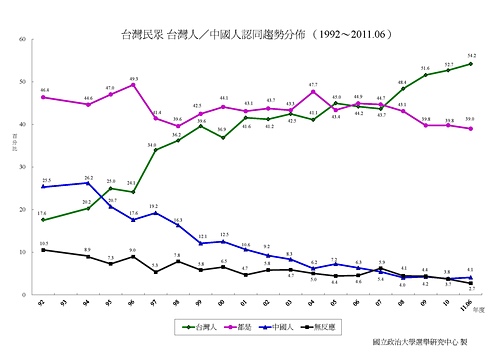 台灣民眾 台灣人／中國人認同趨勢分佈 (1992～2011.06)
百分比
60
50
40
30
20
10
0
46.4 44.6 47.0 49.3 41.4 39.6 42.5 44.1 43.1 43.7 43.3 47.7 43.4 44.9 44.7 43.1 39.8 39.8 39.0
17.6 20.2 25.0 24.1 34.0 36.2 39.6 36.9 41.6 41.2 42.5 41.1 45.0 44.2 43.7 48.4 51.6 52.7 54.2
25.5 26.2 20.7 17.6 19.2 16.3 12.1 12.5 10.6 9.2 8.3 6.2 7.2 6.3 5.4 4.0 4.2 3.8 4.1
10.5 8.9 7.3 9.0 5.3 7.8 5.8 6.5 4.7 5.8 4.7 5.0 4.4 4.6 5.9 4.5 4.4 3.7 2.7
92 93 94 95 96 97 98 99 00 01 02 03 04 05 06 07 08 09 10 11.06 年度
台灣人 都是 中國人 無反應
國立政治大學選舉研究中心 製